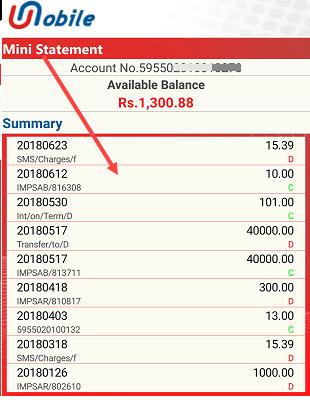 Umobile
Mini Statement
Account No.59550
Available Balance
Rs.1,300.88
Summary
20180623 15.39
SMS/Charges/f D
20180612 10.00
IMPSAB/816308 C
20180530 101.00
Int/on/Term/D C
20180517 40000.00
Transfer/to/D D
20180517 40000.00
IMPSAB/813711 C
20180418 300.00
IMPSAR/810817 D
20180403 13.00
5955020100132 C
20180318 15.39
SMS/Charges/f D
20180126 1000.00
IMPSAR/802610 D